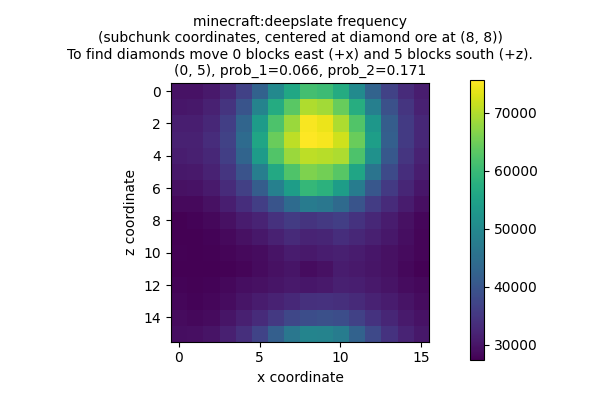 minecraft:deepslate frequency
(subchunk coordinates, centered at diamond ore at (8, 8))
To find diamonds move 0 blocks east (+x) and 5 blocks south (+z).
(0, 5), prob_1=0.066, prob_2=0.171
0
2
4
6
8
10
12
14
z coordinate
0 5 10 15
x coordinate
70000
60000
50000
40000
30000